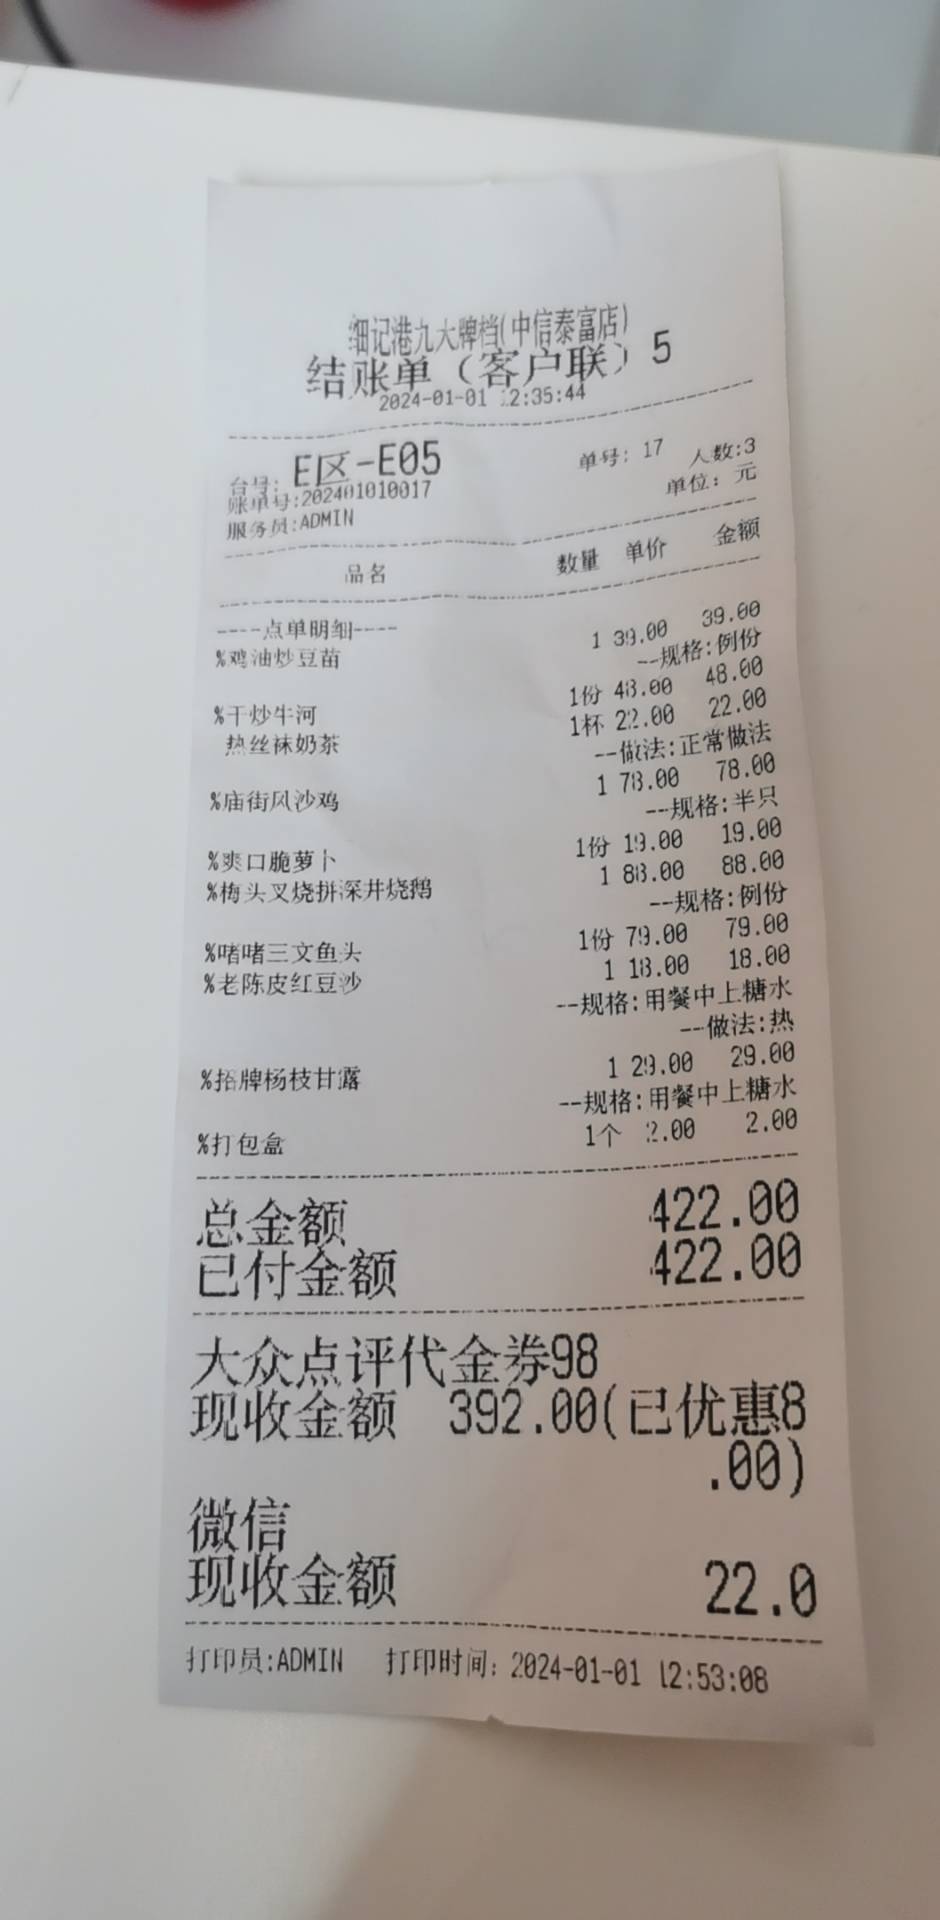 细记港九大牌档(中信泰富店)
结账单（客户联）5
2024-01-01 12:35:44
台号: E区-E05 单号: 17 人数:3
账单号:202401010017 单位: 元
服务员:ADMIN
品名 数量 单价 金额
----点单明细----
%鸡油炒豆苗 1 39.00 39.00
--规格:例份
%干炒牛河 1份 48.00 48.00
热丝袜奶茶 1杯 22.00 22.00
--做法:正常做法
%庙街风沙鸡 1 78.00 78.00
--规格:半只
%爽口脆萝卜 1份 19.00 19.00
%梅头叉烧拼深井烧鹅 1 88.00 88.00
--规格:例份
%啫啫三文鱼头 1份 79.00 79.00
%老陈皮红豆沙 1 18.00 18.00
--规格:用餐中上糖水
--做法:热
%招牌杨枝甘露 1 29.00 29.00
--规格:用餐中上糖水
%打包盒 1个 2.00 2.00
总金额 422.00
已付金额 422.00
大众点评代金券98
现收金额 392.00(已优惠8
.00)
微信
现收金额 22.0
打印员:ADMIN 打印时间: 2024-01-01 12:53:08